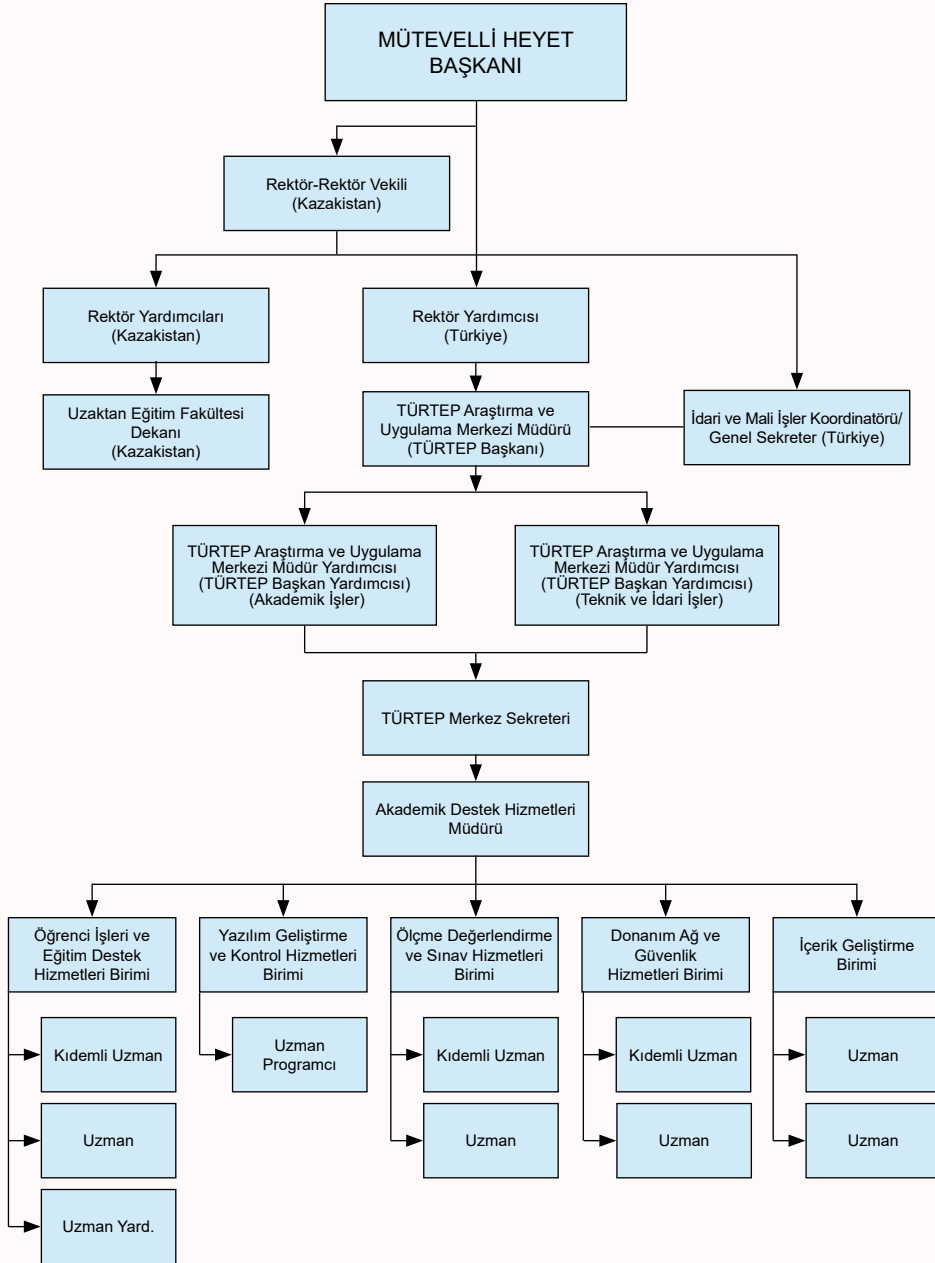 MÜTEVELLİ HEYET
BAŞKANI
Rektör-Rektör Vekili
(Kazakistan)
Rektör Yardımcıları
(Kazakistan)
Rektör Yardımcısı
(Türkiye)
Uzaktan Eğitim Fakültesi
Dekanı
(Kazakistan)
TÜRTEP Araştırma ve
Uygulama Merkezi Müdürü
(TÜRTEP Başkanı)
İdari ve Mali İşler Koordinatörü/
Genel Sekreter (Türkiye)
TÜRTEP Araştırma ve Uygulama
Merkezi Müdür Yardımcısı
(TÜRTEP Başkan Yardımcısı)
(Akademik İşler)
TÜRTEP Araştırma ve Uygulama
Merkezi Müdür Yardımcısı
(TÜRTEP Başkan Yardımcısı)
(Teknik ve İdari İşler)
TÜRTEP Merkez Sekreteri
Akademik Destek Hizmetleri
Müdürü
Öğrenci İşleri ve
Eğitim Destek
Hizmetleri Birimi
Yazılım Geliştirme
ve Kontrol Hizmetleri
Birimi
Ölçme Değerlendirme
ve Sınav Hizmetleri
Birimi
Donanım Ağ ve
Güvenlik
Hizmetleri Birimi
İçerik Geliştirme
Birimi
Kıdemli Uzman
Uzman
Programcı
Kıdemli Uzman
Kıdemli Uzman
Uzman
Uzman
Uzman
Uzman
Uzman
Uzman Yard.